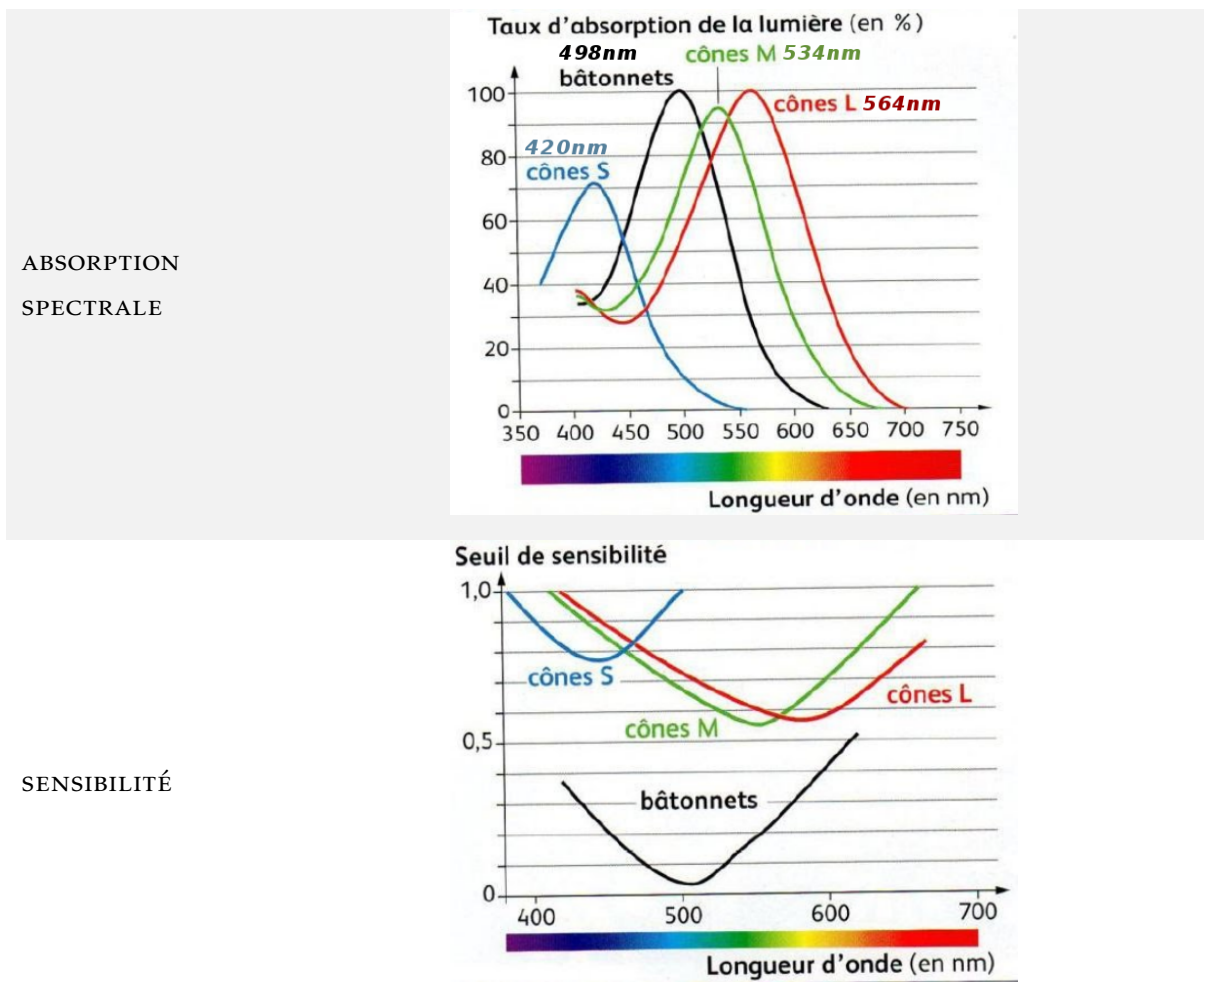 ABSORPTION
SPECTRALE
Taux d'absorption de la lumière (en %)
498nm
bâtonnets
cônes M 534nm
cônes L 564nm
420nm
cônes S
100
80
60
40
20
0
350 400 450 500 550 600 650 700 750
Longueur d'onde (en nm)
SENSIBILITÉ
Seuil de sensibilité
1,0
cônes S
cônes L
cônes M
0,5
bâtonnets
0
400 500 600 700
Longueur d'onde (en nm)